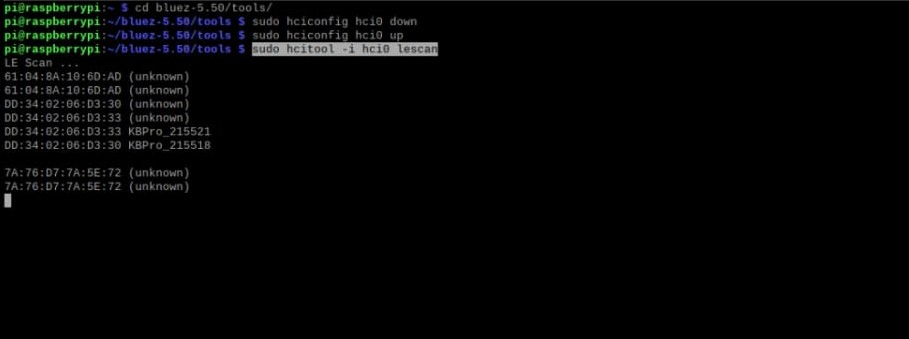 pi@raspberrypi:~ $ cd bluez-5.50/tools/
pi@raspberrypi:~/bluez-5.50/tools $ sudo hciconfig hci0 down
pi@raspberrypi:~/bluez-5.50/tools $ sudo hciconfig hci0 up
pi@raspberrypi:~/bluez-5.50/tools $ sudo hcitool -i hci0 lescan
LE Scan ...
61:04:8A:10:6D:AD (unknown)
61:04:8A:10:6D:AD (unknown)
DD:34:02:06:D3:30 (unknown)
DD:34:02:06:D3:33 (unknown)
DD:34:02:06:D3:33 KBPro_215521
DD:34:02:06:D3:30 KBPro_215518
7A:76:D7:7A:5E:72 (unknown)
7A:76:D7:7A:5E:72 (unknown)